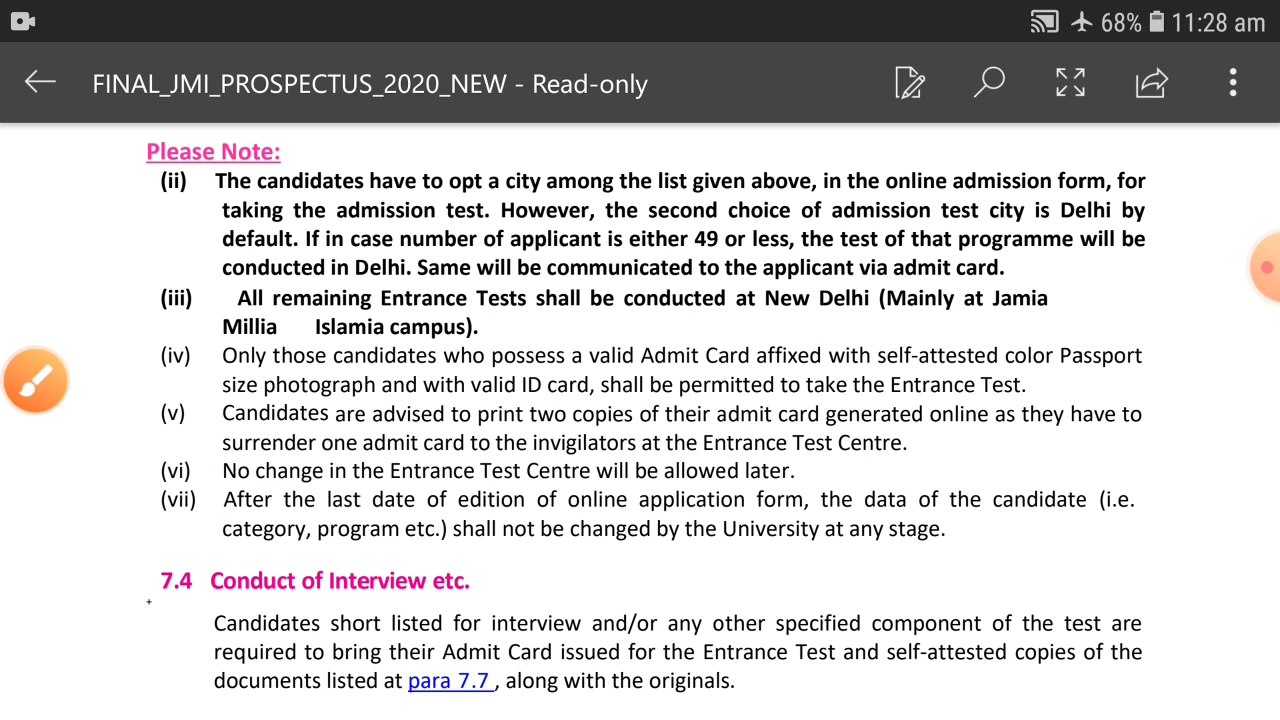 68% 11:28 am
FINAL_JMI_PROSPECTUS_2020_NEW - Read-only
Please Note:
(ii) The candidates have to opt a city among the list given above, in the online admission form, for
taking the admission test. However, the second choice of admission test city is Delhi by
default. If in case number of applicant is either 49 or less, the test of that programme will be
conducted in Delhi. Same will be communicated to the applicant via admit card.
(iii) All remaining Entrance Tests shall be conducted at New Delhi (Mainly at Jamia
Millia Islamia campus).
(iv) Only those candidates who possess a valid Admit Card affixed with self-attested color Passport
size photograph and with valid ID card, shall be permitted to take the Entrance Test.
(v) Candidates are advised to print two copies of their admit card generated online as they have to
surrender one admit card to the invigilators at the Entrance Test Centre.
(vi) No change in the Entrance Test Centre will be allowed later.
(vii) After the last date of edition of online application form, the data of the candidate (i.e.
category, program etc.) shall not be changed by the University at any stage.
7.4 Conduct of Interview etc.
Candidates short listed for interview and/or any other specified component of the test are
required to bring their Admit Card issued for the Entrance Test and self-attested copies of the
documents listed at para 7.7 , along with the originals.